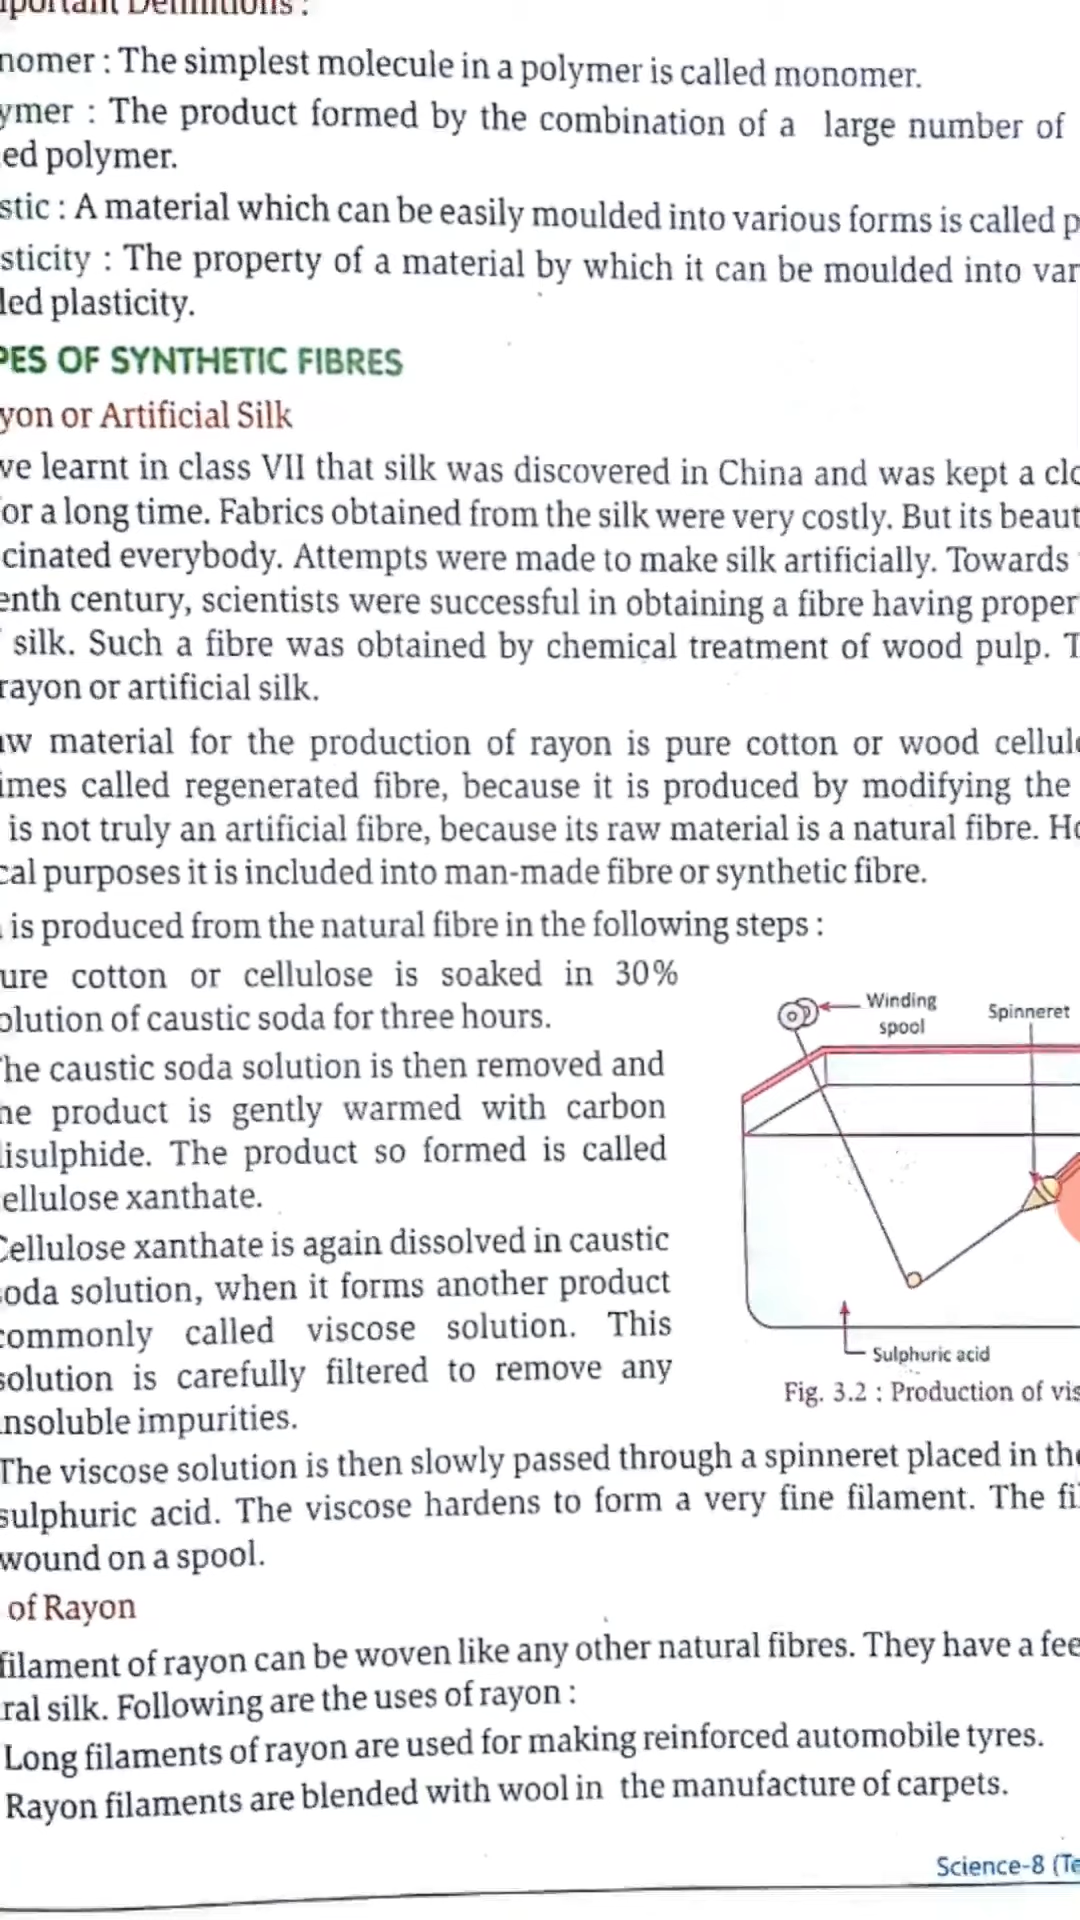 portant Definitions :
nomer : The simplest molecule in a polymer is called monomer.
ymer : The product formed by the combination of a large number of
ed polymer.
stic : A material which can be easily moulded into various forms is called p
sticity : The property of a material by which it can be moulded into var
led plasticity.
PES OF SYNTHETIC FIBRES
yon or Artificial Silk
ve learnt in class VII that silk was discovered in China and was kept a clo
or a long time. Fabrics obtained from the silk were very costly. But its beaut
cinated everybody. Attempts were made to make silk artificially. Towards
enth century, scientists were successful in obtaining a fibre having proper
silk. Such a fibre was obtained by chemical treatment of wood pulp. T
rayon or artificial silk.
aw material for the production of rayon is pure cotton or wood cellulo
imes called regenerated fibre, because it is produced by modifying the
is not truly an artificial fibre, because its raw material is a natural fibre. Ho
cal purposes it is included into man-made fibre or synthetic fibre.
is produced from the natural fibre in the following steps :
ure cotton or cellulose is soaked in 30%
olution of caustic soda for three hours.
he caustic soda solution is then removed and
he product is gently warmed with carbon
lisulphide. The product so formed is called
ellulose xanthate.
Cellulose xanthate is again dissolved in caustic
soda solution, when it forms another product
commonly called viscose solution. This
solution is carefully filtered to remove any
insoluble impurities.
Winding
spool
Spinneret
Sulphuric acid
Fig. 3.2 : Production of vis
The viscose solution is then slowly passed through a spinneret placed in the
sulphuric acid. The viscose hardens to form a very fine filament. The fil
wound on a spool.
of Rayon
filament of rayon can be woven like any other natural fibres. They have a fee
ral silk. Following are the uses of rayon :
Long filaments of rayon are used for making reinforced automobile tyres.
Rayon filaments are blended with wool in the manufacture of carpets.
Science-8 (Te